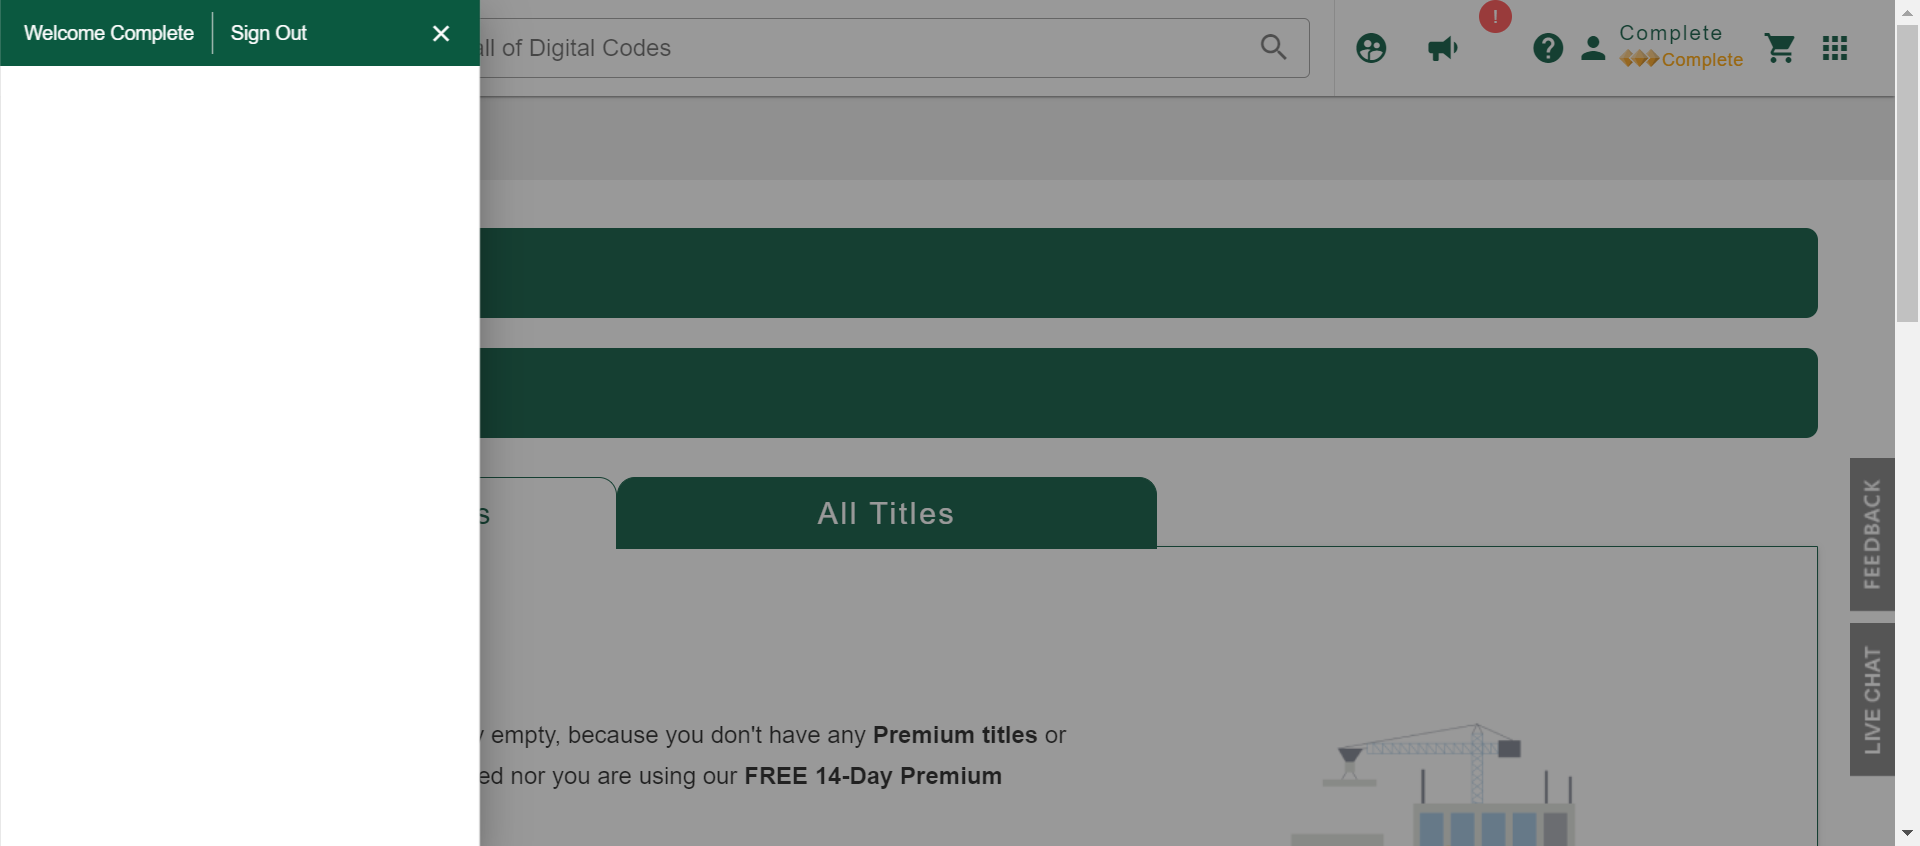 Welcome Complete
Sign Out
all of Digital Codes
!
Complete
Complete
s
All Titles
FEEDBACK
LIVE CHAT
empty, because you don't have any Premium titles or
ed nor you are using our FREE 14-Day Premium